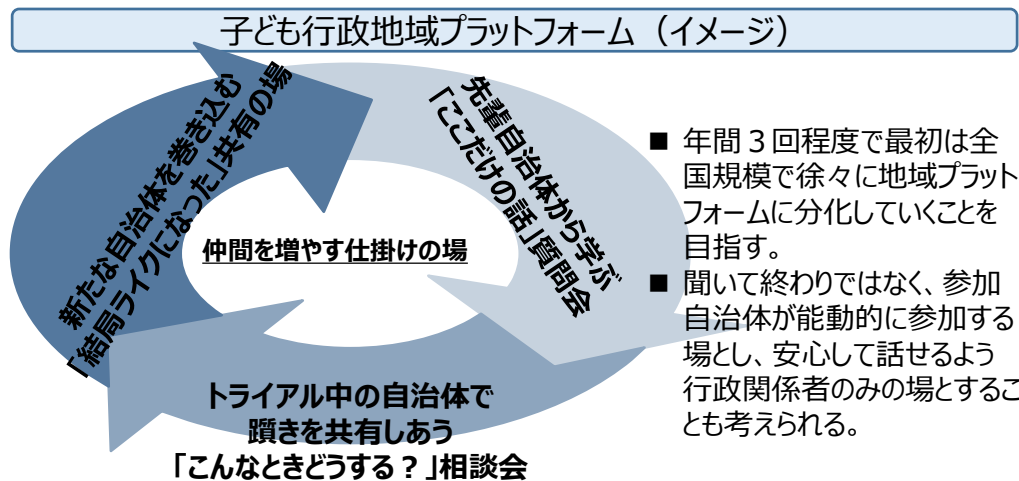 子ども行政地域プラットフォーム（イメージ）
新たな自治体を巻き込む
「結局ライクになった」共有の場
先輩自治体から学ぶ
「ここだけの話」質問会
仲間を増やす仕掛けの場
トライアル中の自治体で
躓きを共有しあう
「こんなときどうする？」相談会
■ 年間３回程度で最初は全
国規模で徐々に地域プラット
フォームに分化していくことを
目指す。
■ 聞いて終わりではなく、参加
自治体が能動的に参加する
場とし、安心して話せるよう
行政関係者のみの場とするこ
とも考えられる。